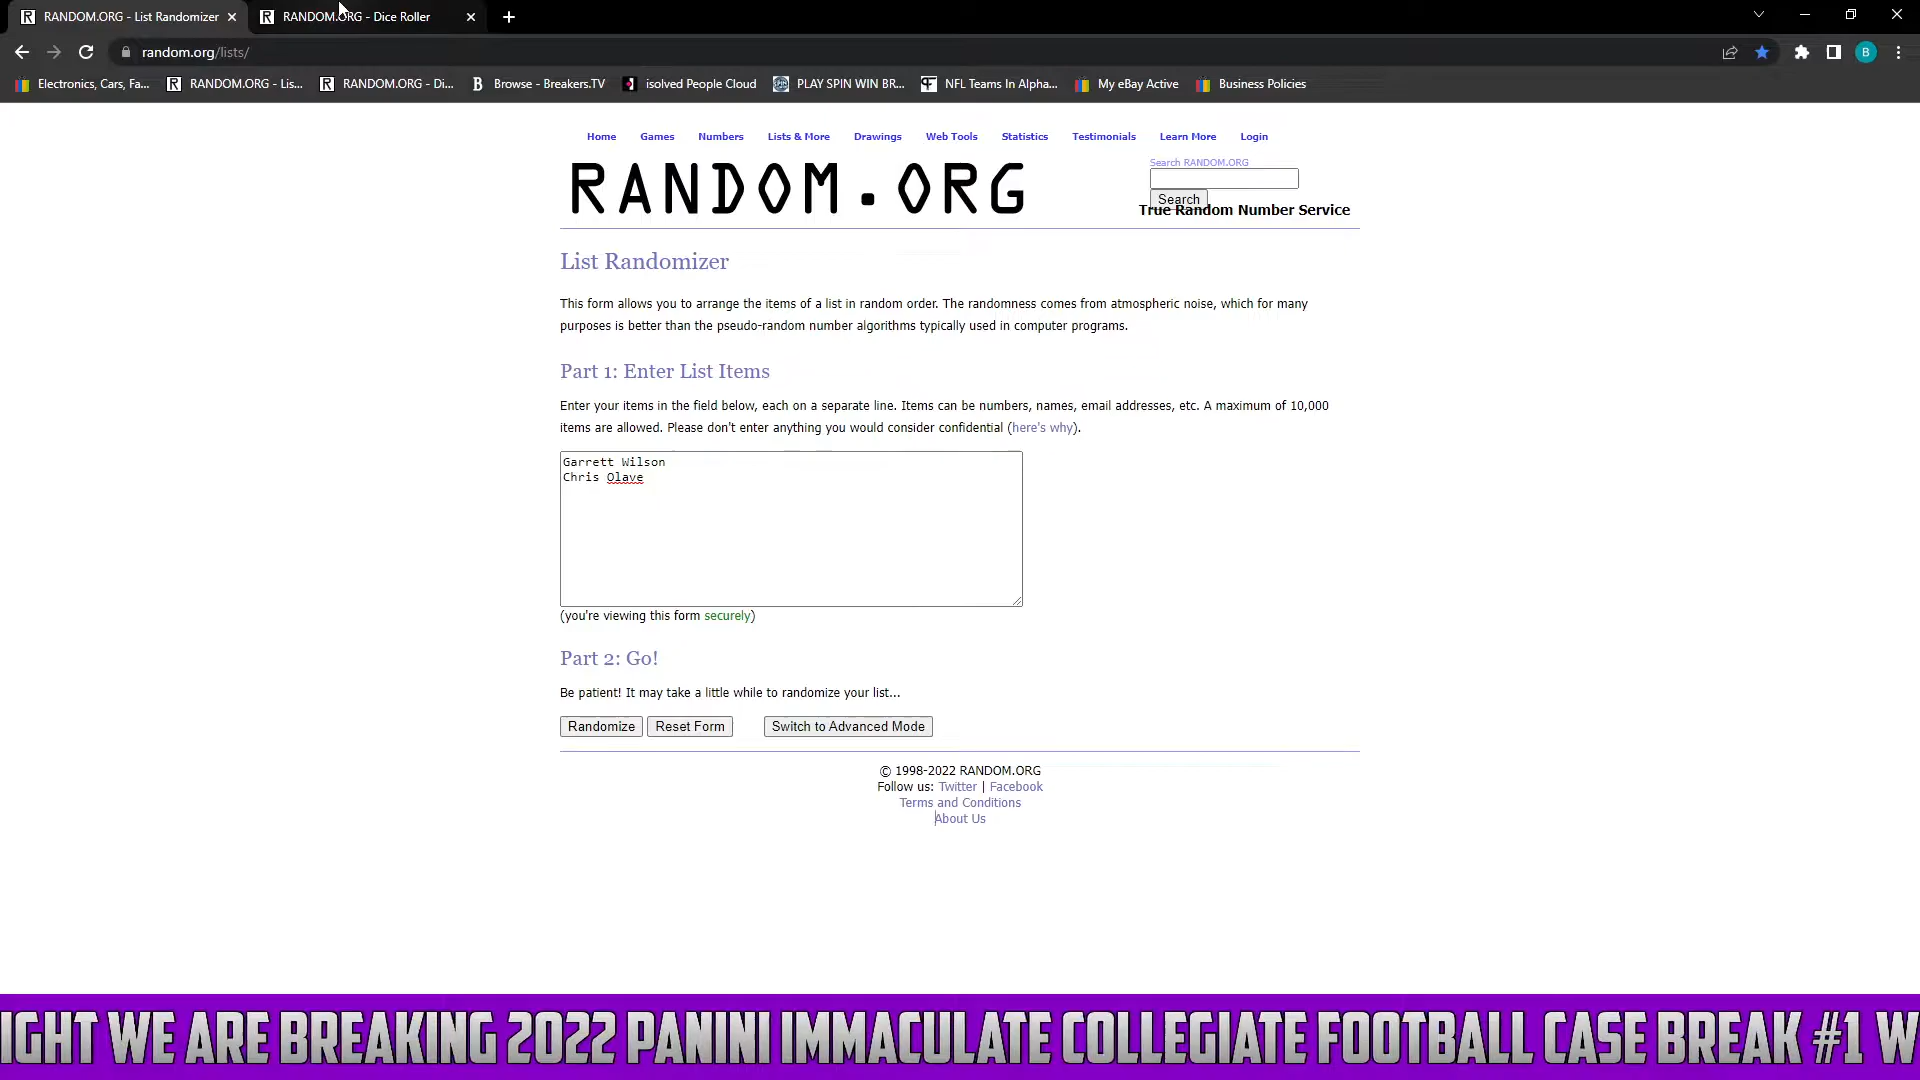 RANDOM.ORG - List Randomizer
RANDOM.ORG - Dice Roller
random.org/lists/
Electronics, Cars, Fa...
RANDOM.ORG - Lis...
RANDOM.ORG - Di...
Browse - Breakers.TV
isolved People Cloud
PLAY SPIN WIN BR...
NFL Teams In Alpha...
My eBay Active
Business Policies
B
Home
Games
Numbers
Lists & More
Drawings
Web Tools
Statistics
Testimonials
Learn More
Login
RANDOM.ORG
Search RANDOM.ORG
Search
True Random Number Service
List Randomizer
This form allows you to arrange the items of a list in random order. The randomness comes from atmospheric noise, which for many
purposes is better than the pseudo-random number algorithms typically used in computer programs.
Part 1: Enter List Items
Enter your items in the field below, each on a separate line. Items can be numbers, names, email addresses, etc. A maximum of 10,000
items are allowed. Please don't enter anything you would consider confidential (here's why).
Garrett Wilson
Chris Olave
(you're viewing this form securely)
Part 2: Go!
Be patient! It may take a little while to randomize your list...
Randomize
Reset Form
Switch to Advanced Mode
© 1998-2022 RANDOM.ORG
Follow us: Twitter | Facebook
Terms and Conditions
About Us
IGHT WE ARE BREAKING 2022 PANINI IMMACULATE COLLEGIATE FOOTBALL CASE BREAK #1 W